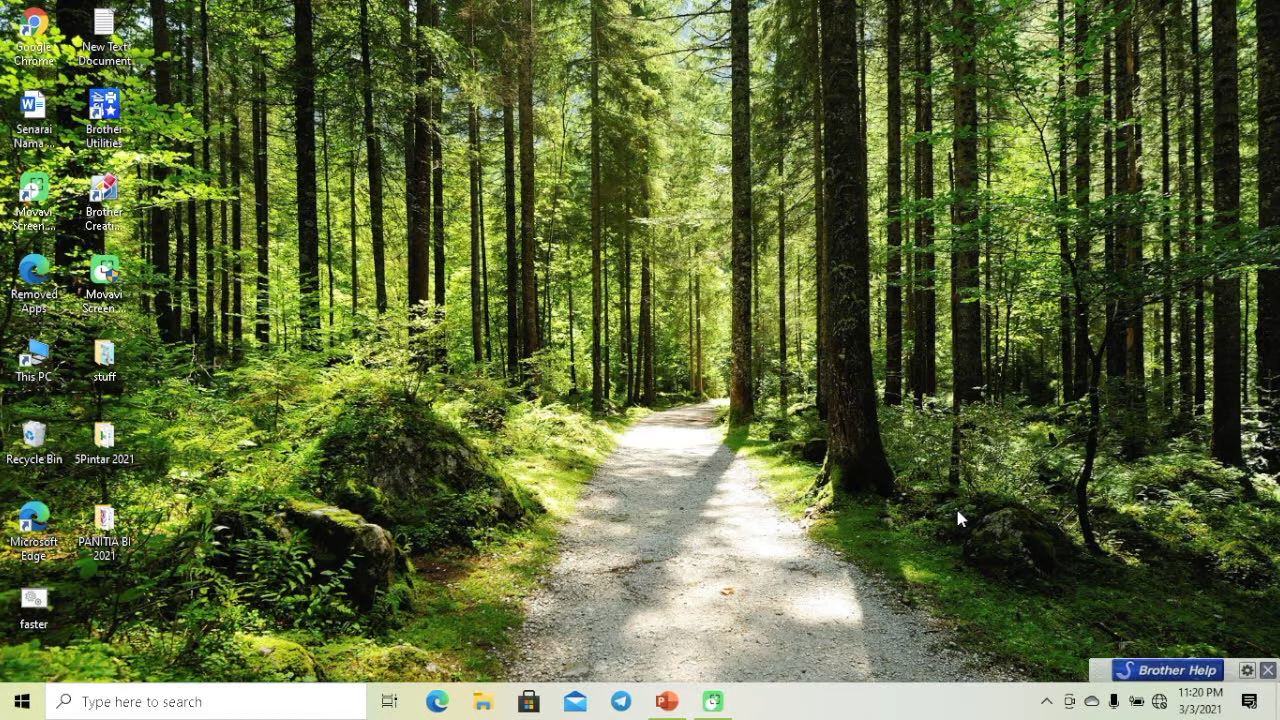 Google
Chrome
New Text
Document
Senarai
Nama ...
Brother
Utilities
Movavi
Screen...
Brother
Creati...
Removed
Apps
Movavi
Screen ...
This PC
stuff
Recycle Bin
5Pintar 2021
Microsoft
Edge
PANITIA BI
2021
faster
Brother Help
Type here to search
11:20 PM
3/3/2021